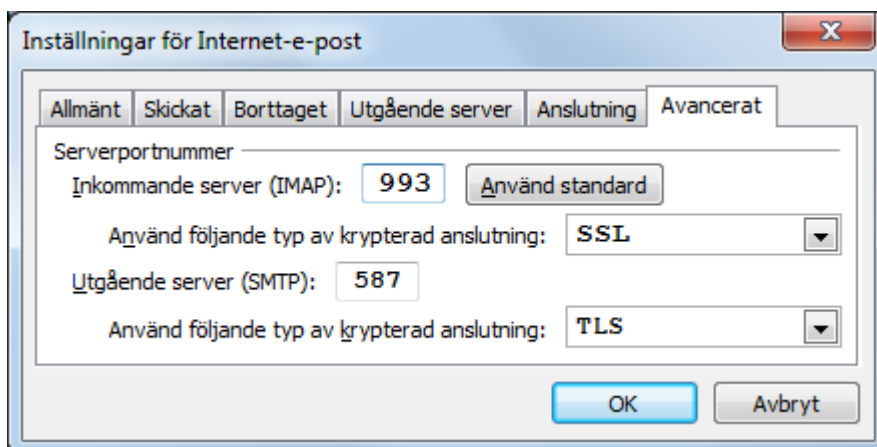 Inställningar för Internet-e-post
Allmänt Skickat Borttaget Utgående server Anslutning Avancerat
Serverportnummer
Inkommande server (IMAP): 993 Använd standard
Använd följande typ av krypterad anslutning: SSL
Utgående server (SMTP): 587
Använd följande typ av krypterad anslutning: TLS
OK Avbryt